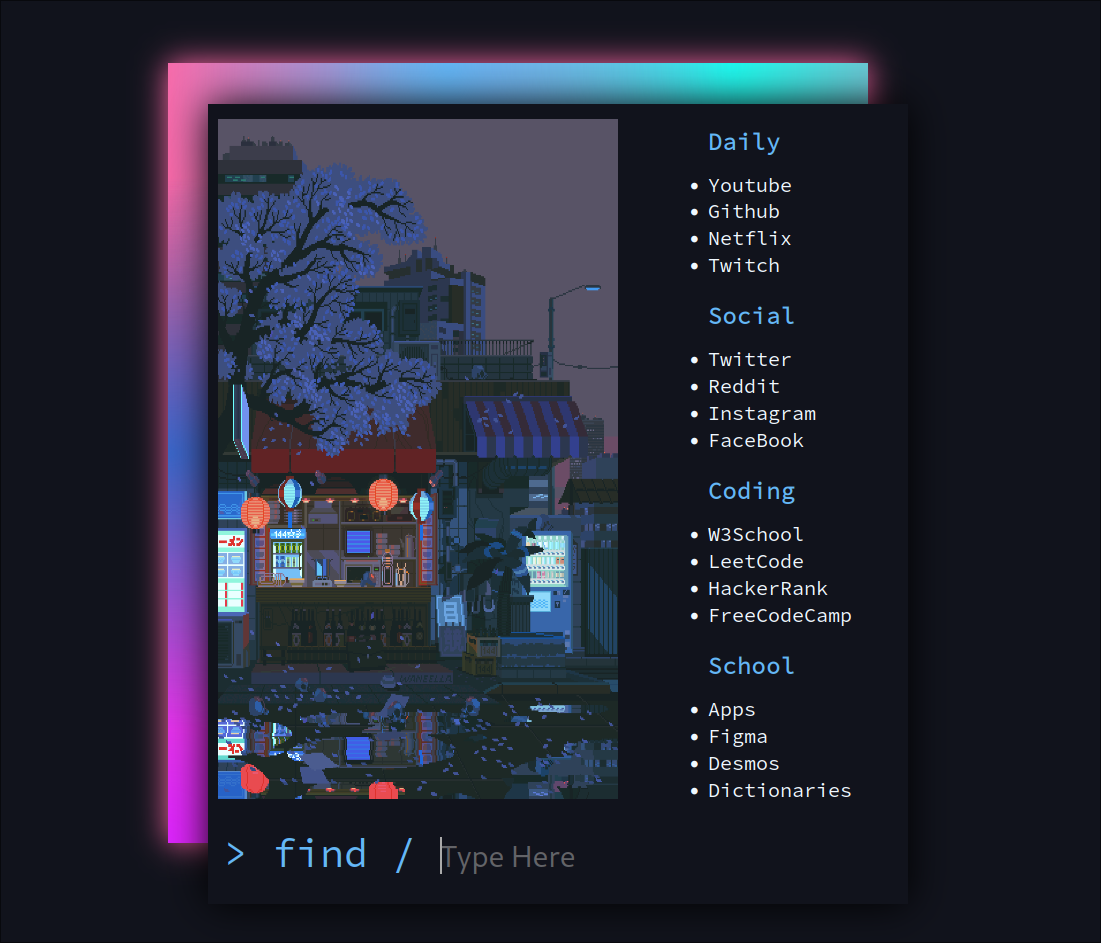 Daily
Youtube
Github
Netflix
Twitch
Social
Twitter
Reddit
Instagram
FaceBook
Coding
W3School
LeetCode
HackerRank
FreeCodeCamp
School
Apps
Figma
Desmos
Dictionaries
> find / Type Here